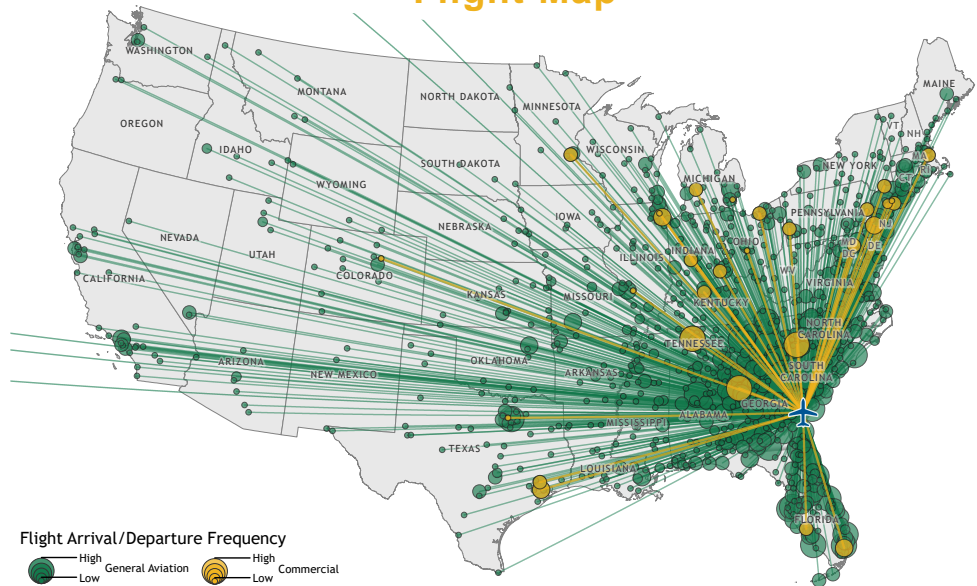 Flight Map
WASHINGTON
MONTANA
NORTH DAKOTA
MINNESOTA
MAINE
OREGON
IDAHO
SOUTH DAKOTA
WISCONSIN
VT
NH
MA
RI
CT
NEW YORK
MICHIGAN
WYOMING
NEBRASKA
IOWA
PENNSYLVANIA
NJ
NEVADA
UTAH
ILLINOIS
INDIANA
OHIO
MD
DE
DC
WV
COLORADO
CALIFORNIA
KANSAS
MISSOURI
KENTUCKY
VIRGINIA
NORTH
CAROLINA
TENNESSEE
ARIZONA
NEW MEXICO
OKLAHOMA
ARKANSAS
SOUTH
CAROLINA
GEORGIA
ALABAMA
MISSISSIPPI
TEXAS
LOUISIANA
FLORIDA
Flight Arrival/Departure Frequency
High
General Aviation
Low
High
Commercial
Low